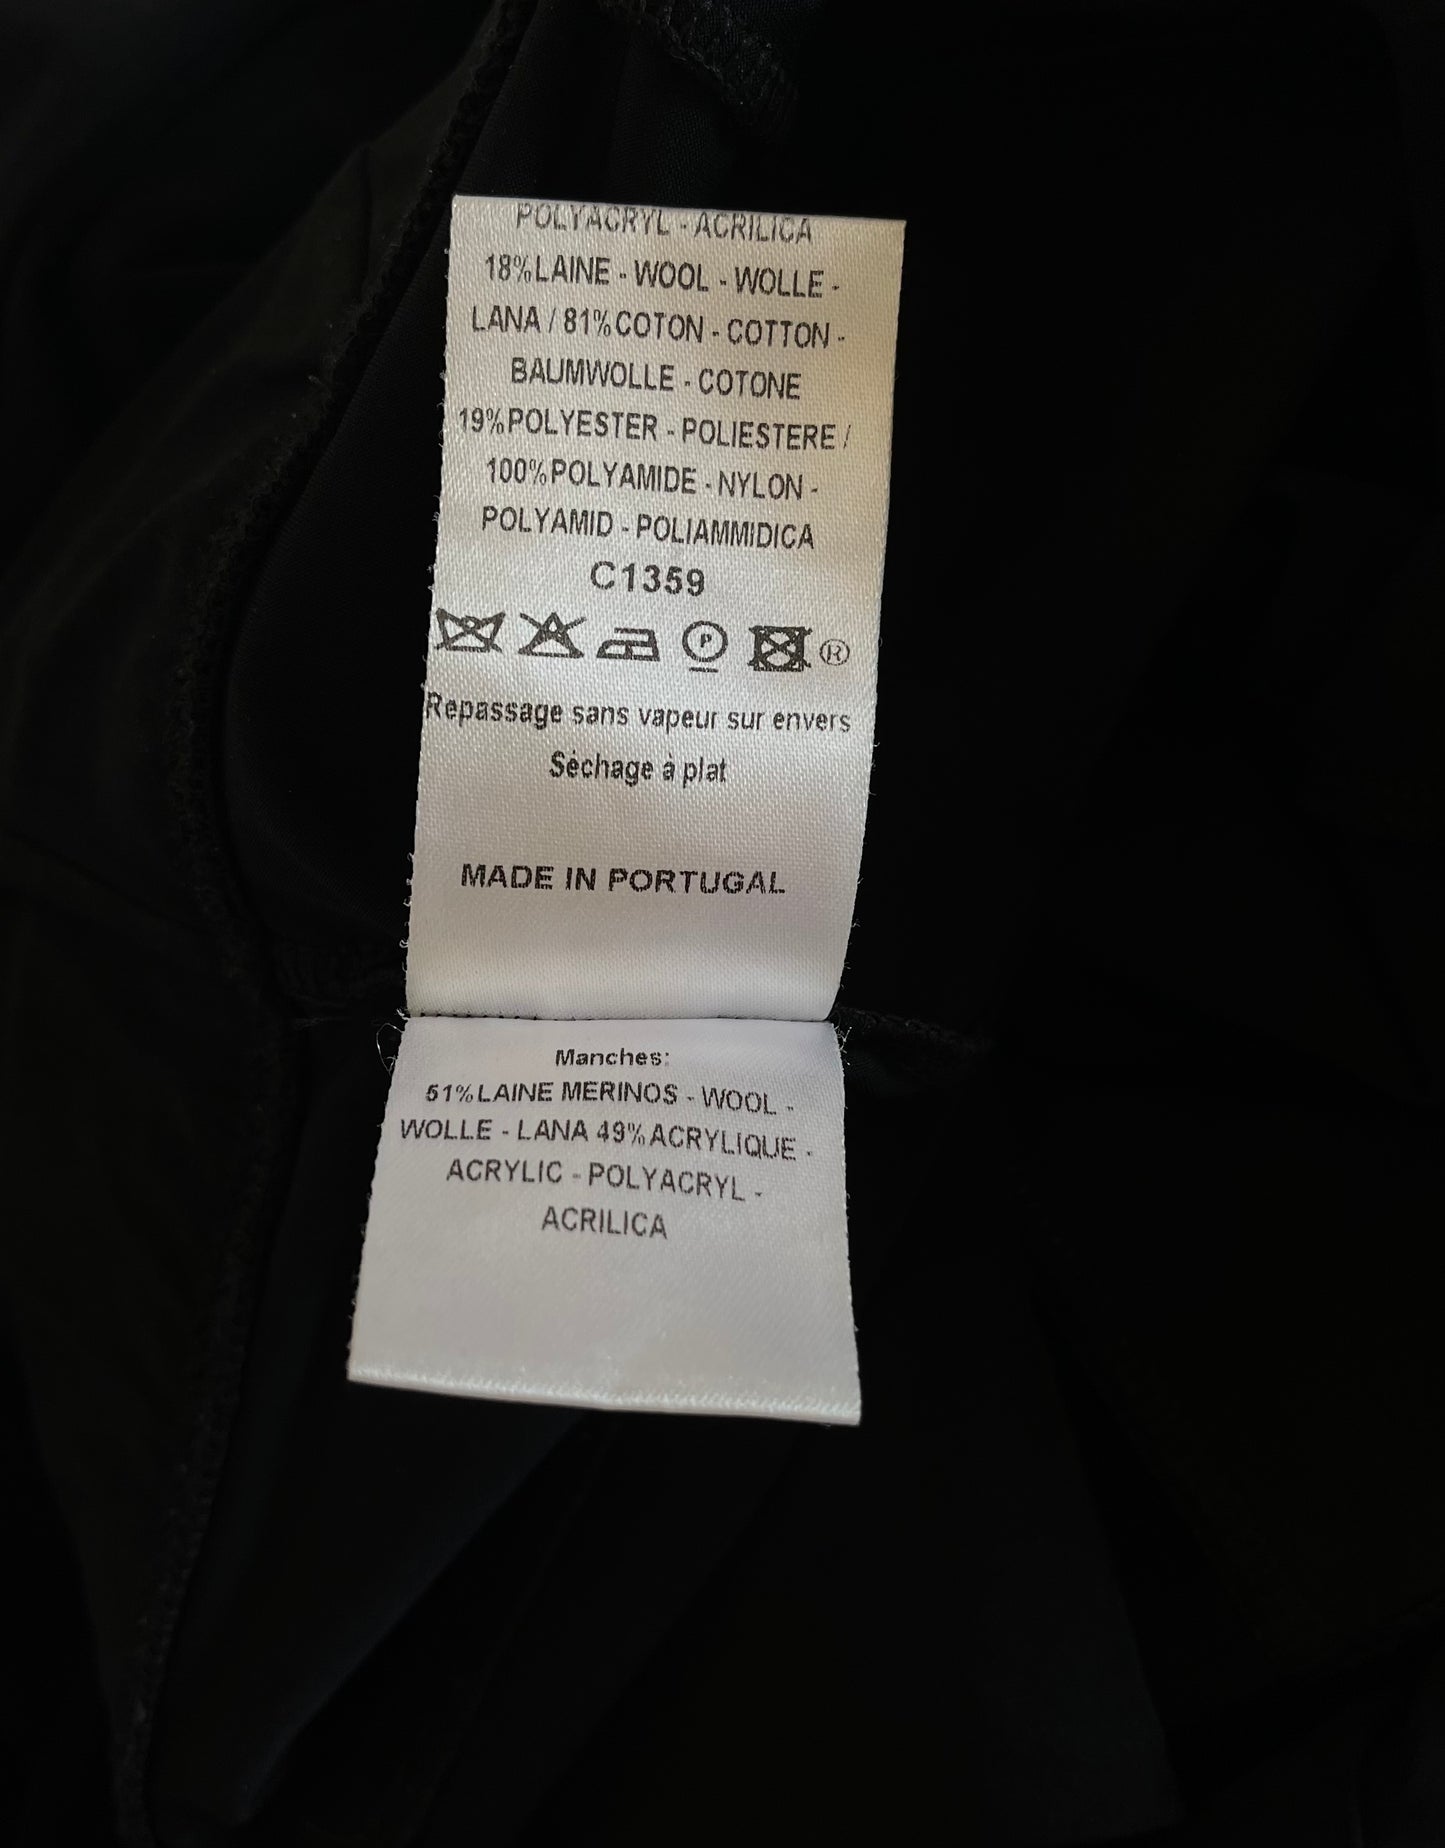 POLYACRYL - ACRILICA
18%LAINE - WOOL - WOLLE -
LANA / 81%COTON - COTTON -
BAUMWOLLE - COTONE
19%POLYESTER - POLIESTERE /
100%POLYAMIDE - NYLON -
POLYAMID - POLIAMMIDICA
C1359
P ®
Repassage sans vapeur sur envers
Séchage à plat
MADE IN PORTUGAL
Manches:
51%LAINE MERINOS - WOOL -
WOLLE - LANA 49%ACRYLIQUE -
ACRYLIC - POLYACRYL -
ACRILICA